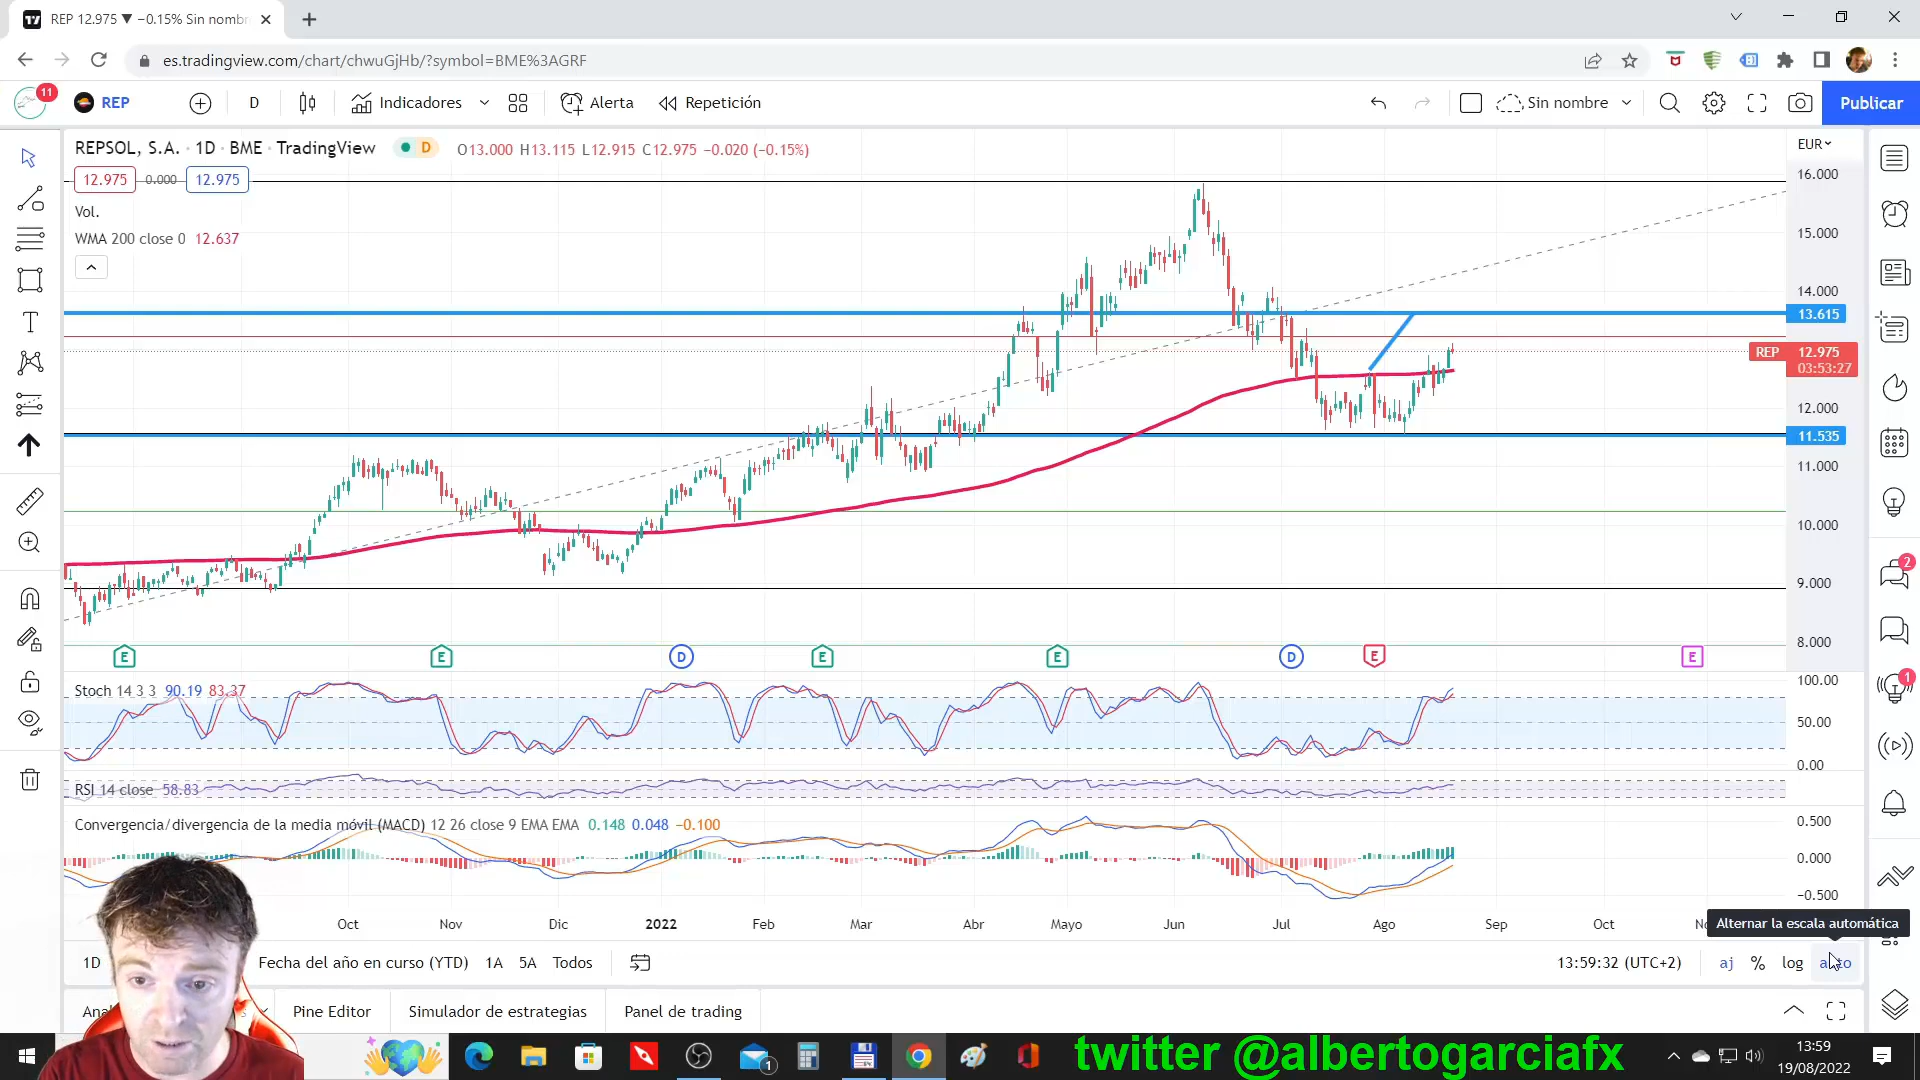 REP 12.975 ▼ −0.15% Sin nomb
es.tradingview.com/chart/chwuGjHb/?symbol=BME%3AGRF
11
REP
D
Indicadores
Alerta
Repetición
Sin nombre
Publicar
REPSOL, S.A. · 1D · BME · TradingView
D
O13.000 H13.115 L12.915 C12.975 −0.020 (−0.15%)
EUR
12.975 0.000 12.975
Vol.
WMA 200 close 0 12.637
16.000
15.000
14.000
13.615
REP 12.975
03:53:27
12.000
11.535
11.000
10.000
9.000
8.000
E E D E E D E E
Stoch 14 3 3 90.19 83.37
100.00
50.00
0.00
RSI 14 close 58.83
Convergencia/divergencia de la media móvil (MACD) 12 26 close 9 EMA EMA 0.148 0.048 −0.100
0.500
0.000
−0.500
2
1
Oct Nov Dic 2022 Feb Mar Abr Mayo Jun Jul Ago Sep Oct
Alternar la escala automática
1D
Fecha del año en curso (YTD) 1A 5A Todos
13:59:32 (UTC+2)
aj % log auto
Pine Editor
Simulador de estrategias
Panel de trading
1
twitter @albertogarciafx
13:59
19/08/2022